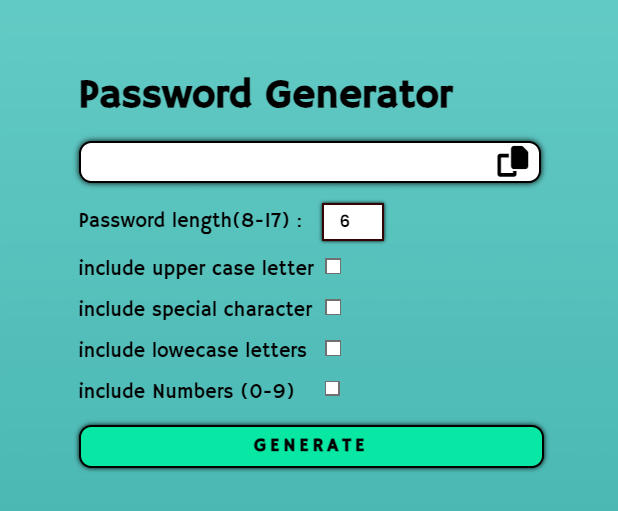 Password Generator
Password length(8-17) : 6
include upper case letter
include special character
include lowecase letters
include Numbers (0-9)
GENERATE